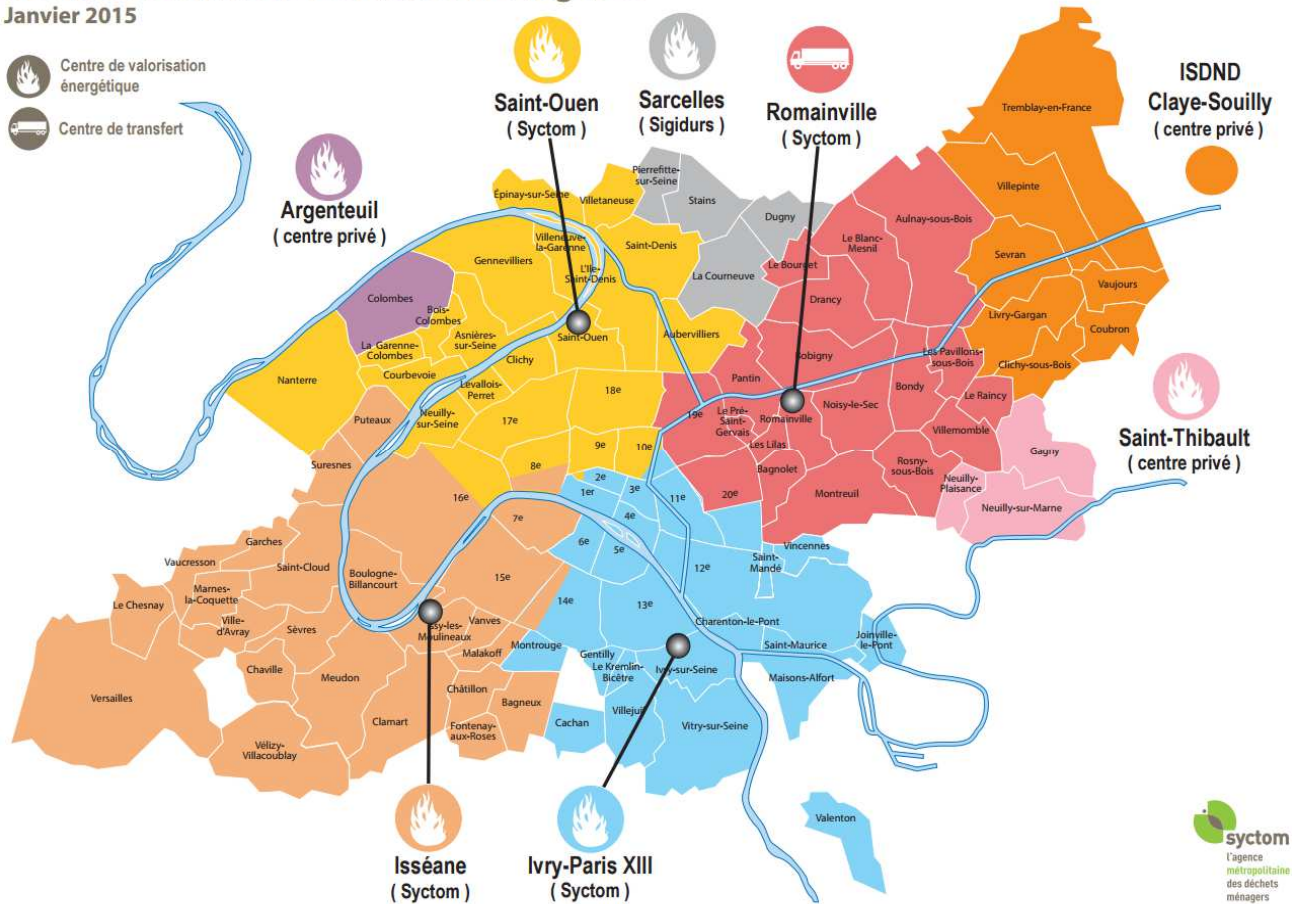 Janvier 2015
Centre de valorisation
énergétique
Centre de transfert
Argenteuil
( centre privé )
Saint-Ouen
( Syctom )
Sarcelles
( Sigidurs )
Romainville
( Syctom )
ISDND
Claye-Souilly
( centre privé )
Saint-Thibault
( centre privé )
Tremblay-en-France
Villepinte
Pierrefitte-
sur-Seine
Stains
Dugny
Épinay-sur-Seine
Villetaneuse
Aulnay-sous-Bois
Le Blanc-
Mesnil
Villeneuve-
la-Garenne
Saint-Denis
Gennevilliers
L'Ile-
Saint-Denis
La Courneuve
Le Bourget
Sevran
Vaujours
Colombes
Bois-
Colombes
Drancy
Livry-Gargan
Coubron
La Garenne-
Colombes
Asnières-
sur-Seine
Saint-Ouen
Aubervilliers
Clichy
Bobigny
Les Pavillons-
sous-Bois
Clichy-sous-Bois
Nanterre
Courbevoie
Levallois-
Perret
18e
Pantin
Bondy
Le Raincy
Puteaux
Neuilly-
sur-Seine
17e
19e
Le Pré-
Saint-
Gervais
Romainville
Noisy-le-Sec
Villemomble
9e
10e
Les Lilas
Gagny
Suresnes
8e
Bagnolet
Rosny-
sous-Bois
Neuilly-
Plaisance
16e
2e
1er
3e
11e
20e
Montreuil
Neuilly-sur-Marne
7e
4e
6e
5e
Vincennes
Garches
Vaucresson
Saint-Cloud
Boulogne-
Billancourt
15e
12e
Saint-
Mandé
Marnes-
la-Coquette
Le Chesnay
Ville-
d'Avray
Sèvres
Issy-les-
Moulineaux
Vanves
14e
13e
Charenton-le-Pont
Joinville-
le-Pont
Malakoff
Montrouge
Gentilly
Le Kremlin-
Bicêtre
Ivry-sur-Seine
Saint-Maurice
Maisons-Alfort
Chaville
Meudon
Versailles
Châtillon
Bagneux
Clamart
Fontenay-
aux-Roses
Cachan
Villejuif
Vitry-sur-Seine
Vélizy-
Villacoublay
Valenton
Isséane
( Syctom )
Ivry-Paris XIII
( Syctom )
syctom
l'agence
métropolitaine
des déchets
ménagers